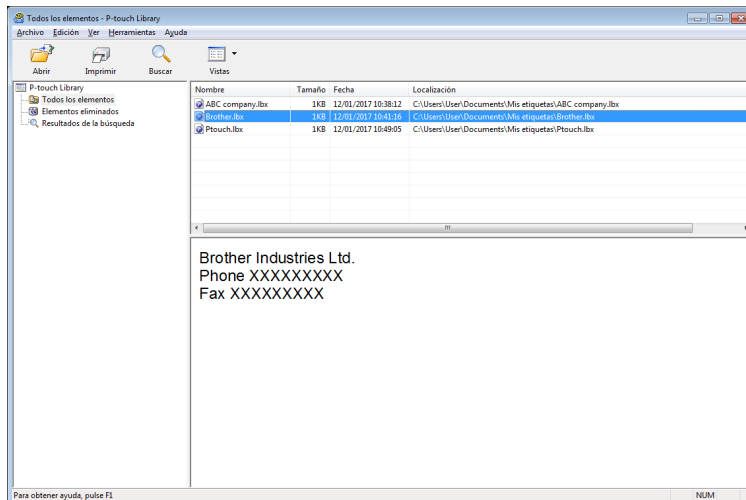 Todos los elementos - P-touch Library
Archivo Edición Ver Herramientas Ayuda
Abrir Imprimir Buscar Vistas
P-touch Library
Todos los elementos
Elementos eliminados
Resultados de la búsqueda
Nombre Tamaño Fecha Localización
ABC company.lbx 1KB 12/01/2017 10:38:12 C:\Users\User\Documents\Mis etiquetas\ABC company.lbx
Brother.lbx 1KB 12/01/2017 10:41:16 C:\Users\User\Documents\Mis etiquetas\Brother.lbx
Ptouch.lbx 1KB 12/01/2017 10:49:05 C:\Users\User\Documents\Mis etiquetas\Ptouch.lbx
Brother Industries Ltd.
Phone XXXXXXXXX
Fax XXXXXXXXX
Para obtener ayuda, pulse F1 NUM